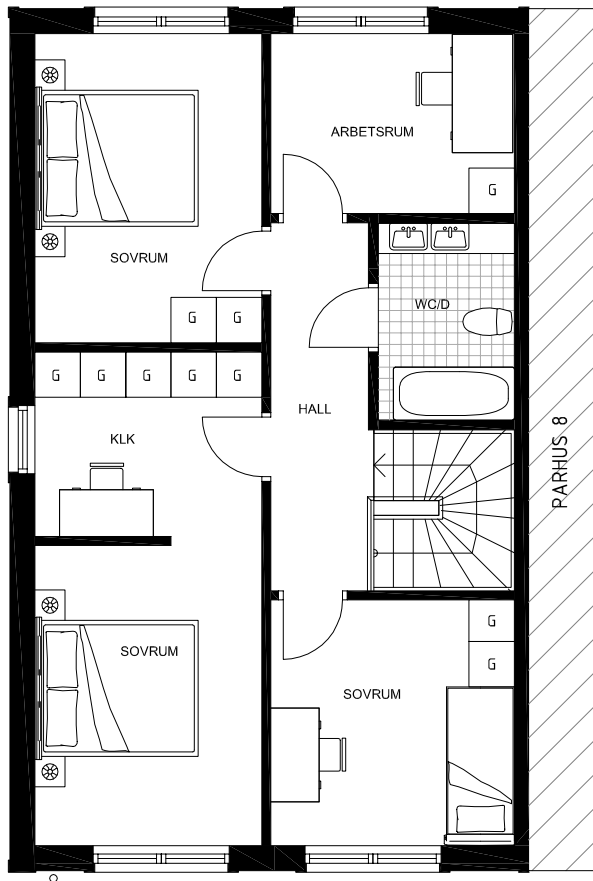 ARBETSRUM
G
SOVRUM
WC/D
G G
G G G G G
HALL
KLK
PARHUS 8
G
SOVRUM
G
SOVRUM